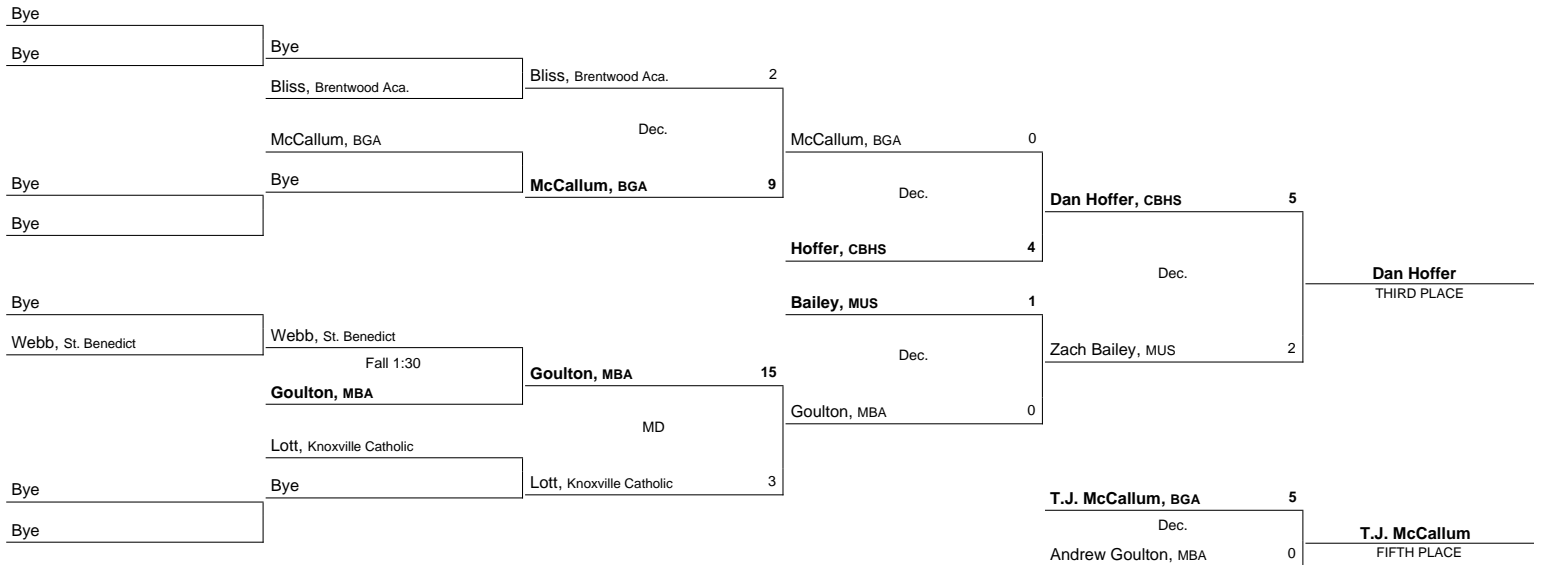 Bye
Bye
Bye
Bye
Bye
Webb, St. Benedict
Bye
Bye
Bye
Bliss, Brentwood Aca.
McCallum, BGA
Bye
Webb, St. Benedict
Fall 1:30
Goulton, MBA
Lott, Knoxville Catholic
Bye
Bliss, Brentwood Aca. 2
Dec.
McCallum, BGA 9
Goulton, MBA 15
MD
Lott, Knoxville Catholic 3
McCallum, BGA 0
Dec.
Hoffer, CBHS 4
Bailey, MUS 1
Dec.
Goulton, MBA 0
Dan Hoffer, CBHS 5
Dec.
Zach Bailey, MUS 2
Dan Hoffer
THIRD PLACE
T.J. McCallum, BGA 5
Dec.
Andrew Goulton, MBA 0
T.J. McCallum
FIFTH PLACE